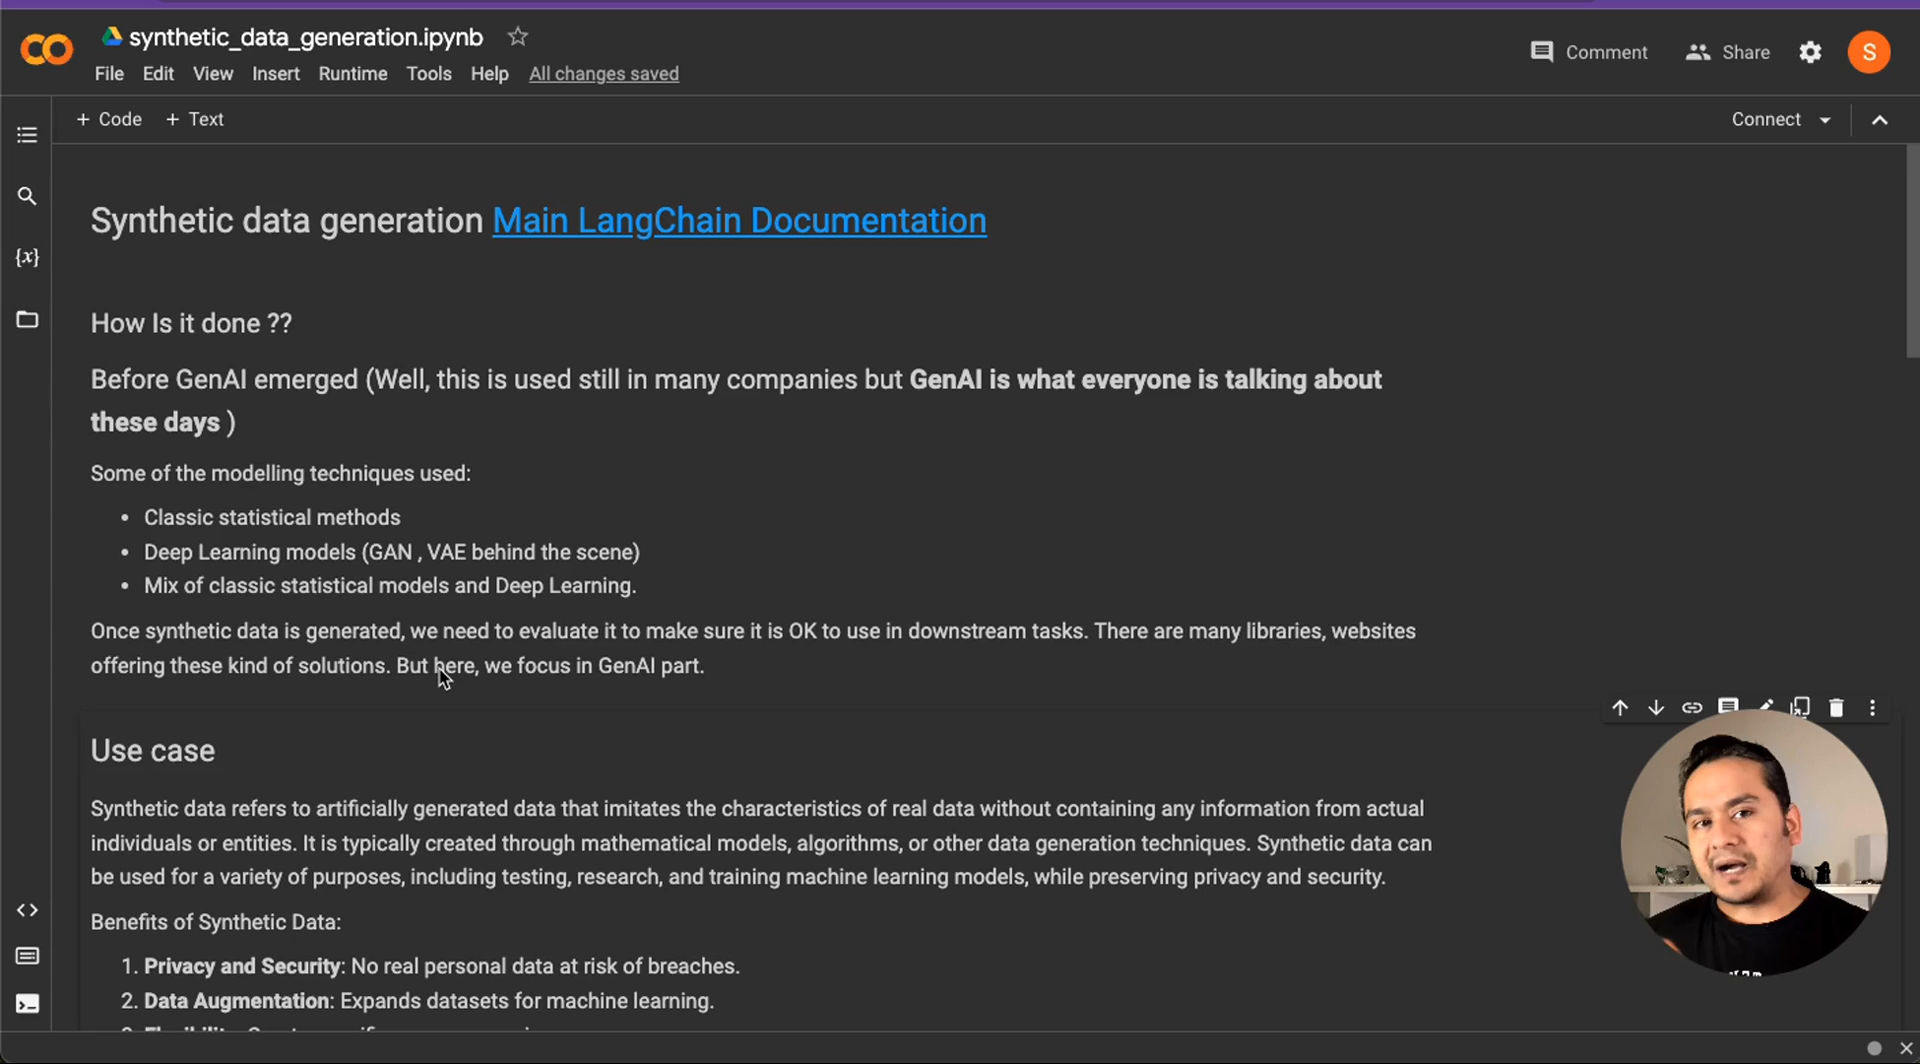 synthetic_data_generation.ipynb
Comment
Share
S
File Edit View Insert Runtime Tools Help All changes saved
+ Code + Text
Connect
{x}
Synthetic data generation Main LangChain Documentation
How Is it done ??
Before GenAI emerged (Well, this is used still in many companies but GenAI is what everyone is talking about
these days )
Some of the modelling techniques used:
• Classic statistical methods
• Deep Learning models (GAN , VAE behind the scene)
• Mix of classic statistical models and Deep Learning.
Once synthetic data is generated, we need to evaluate it to make sure it is OK to use in downstream tasks. There are many libraries, websites
offering these kind of solutions. But here, we focus in GenAI part.
Use case
Synthetic data refers to artificially generated data that imitates the characteristics of real data without containing any information from actual
individuals or entities. It is typically created through mathematical models, algorithms, or other data generation techniques. Synthetic data can
be used for a variety of purposes, including testing, research, and training machine learning models, while preserving privacy and security.
Benefits of Synthetic Data:
1. Privacy and Security: No real personal data at risk of breaches.
2. Data Augmentation: Expands datasets for machine learning.